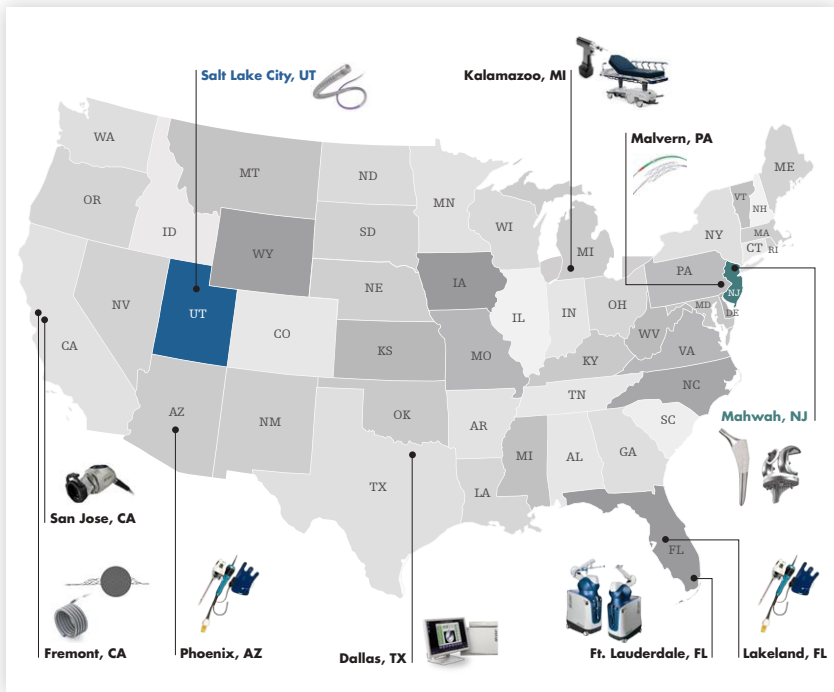 Salt Lake City, UT
Kalamazoo, MI
Malvern, PA
WA
MT
ND
MN
ME
OR
ID
SD
WI
VT
NH
WY
MI
NY
MA
CT
RI
IA
NE
PA
NJ
NV
UT
IL
IN
OH
MD
DE
CA
CO
KS
MO
WV
VA
KY
NC
AZ
NM
OK
TN
AR
SC
Mahwah, NJ
MI
AL
GA
TX
LA
San Jose, CA
FL
Fremont, CA
Phoenix, AZ
Dallas, TX
Ft. Lauderdale, FL
Lakeland, FL